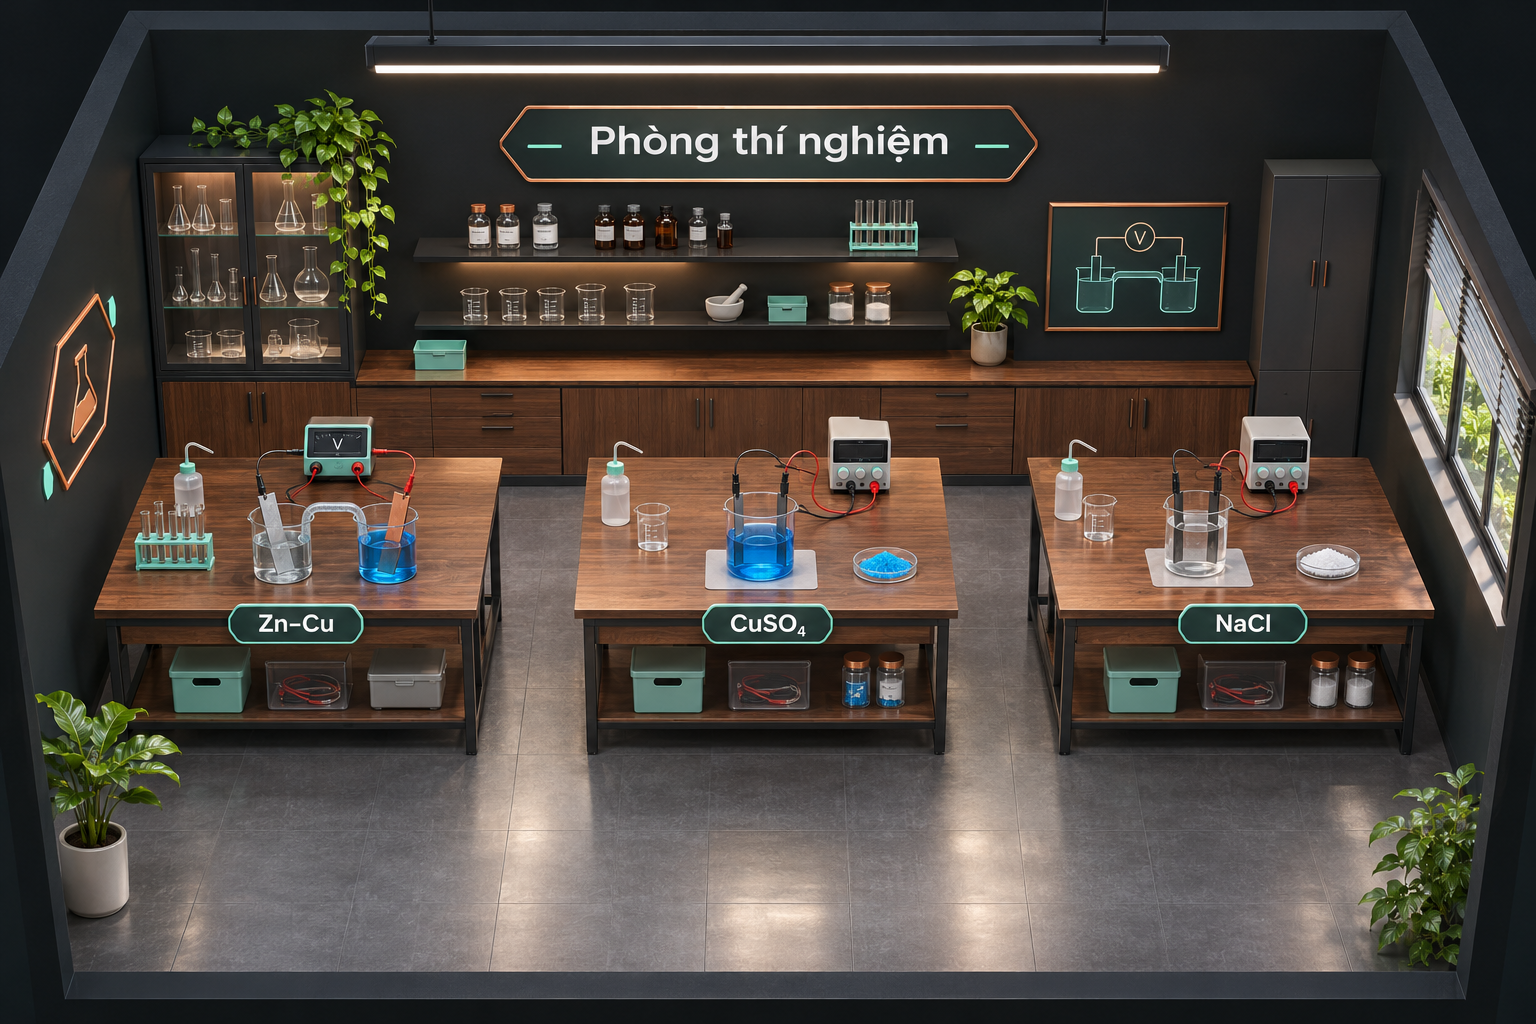 Phòng thí nghiệm
V
V
Zn–Cu
CuSO₄
NaCl